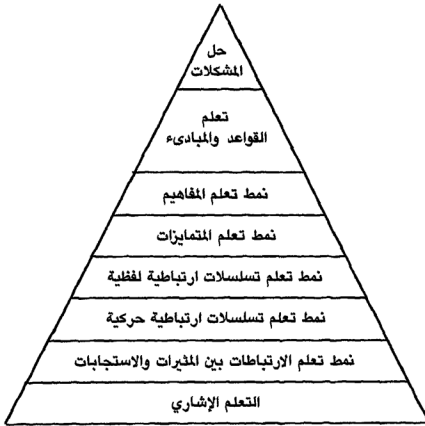 حل
المشكلات
تعلم
القواعد والمبادىء
نمط تعلم المفاهيم
نمط تعلم المتمايزات
نمط تعلم تسلسلات ارتباطية لفظية
نمط تعلم تسلسلات ارتباطية حركية
نمط تعلم الارتباطات بين المثيرات والاستجابات
التعلم الإشاري